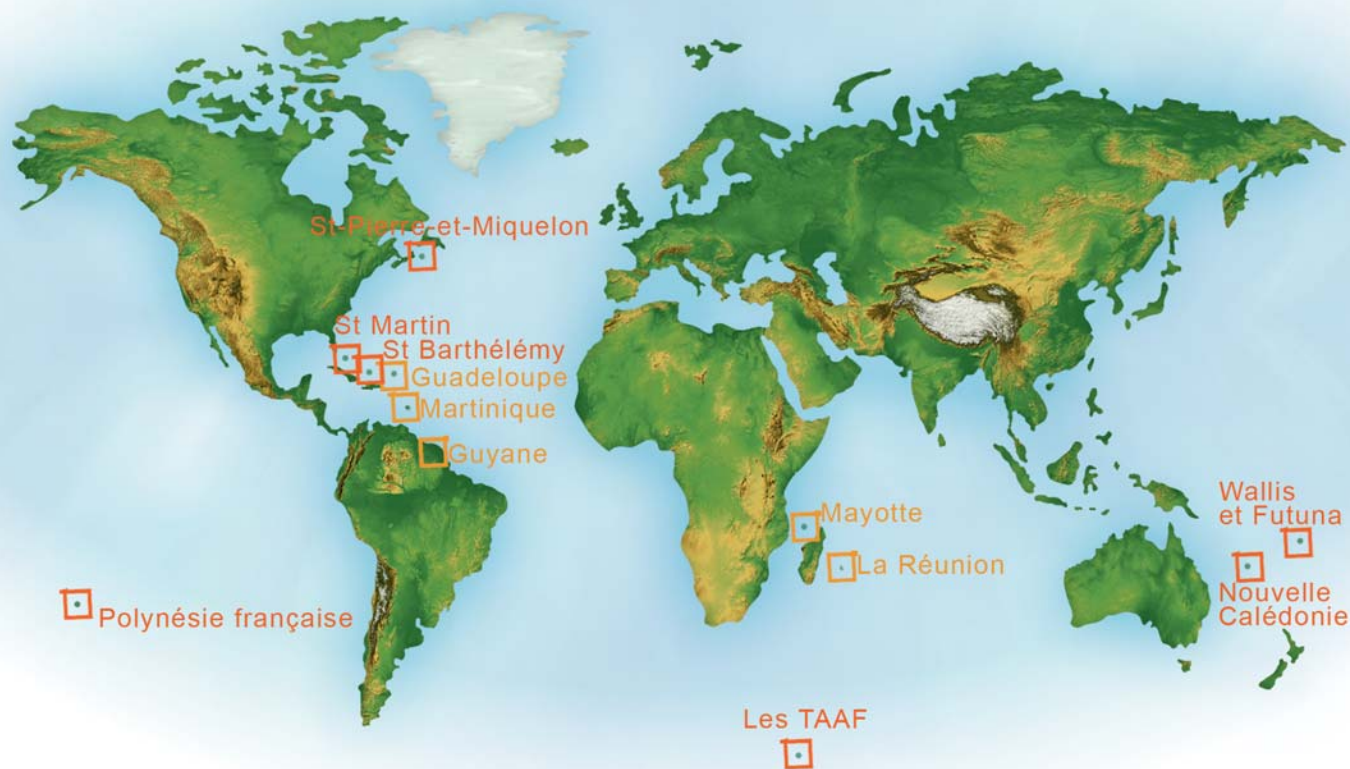 St-Pierre-et-Miquelon
St Martin
St Barthélémy
Guadeloupe
Martinique
Guyane
Mayotte
La Réunion
Wallis
et Futuna
Nouvelle
Calédonie
Polynésie française
Les TAAF